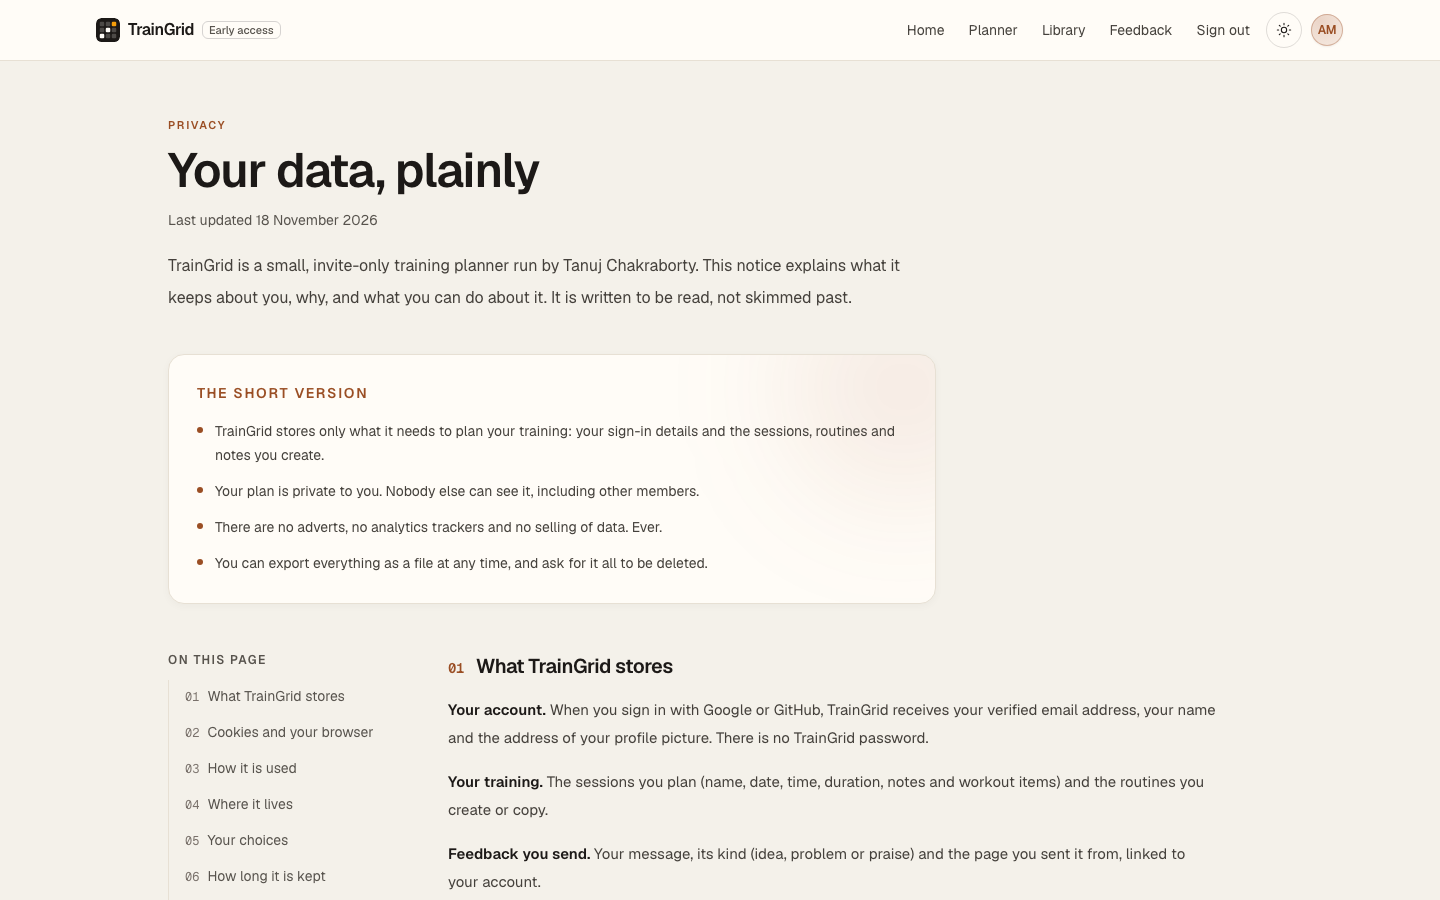 TrainGrid Early access Home Planner Library Feedback Sign out AM
PRIVACY
Your data, plainly
Last updated 18 November 2026
TrainGrid is a small, invite-only training planner run by Tanuj Chakraborty. This notice explains what it
keeps about you, why, and what you can do about it. It is written to be read, not skimmed past.
THE SHORT VERSION
TrainGrid stores only what it needs to plan your training: your sign-in details and the sessions, routines and
notes you create.
Your plan is private to you. Nobody else can see it, including other members.
There are no adverts, no analytics trackers and no selling of data. Ever.
You can export everything as a file at any time, and ask for it all to be deleted.
ON THIS PAGE
01 What TrainGrid stores
02 Cookies and your browser
03 How it is used
04 Where it lives
05 Your choices
06 How long it is kept
01 What TrainGrid stores
Your account. When you sign in with Google or GitHub, TrainGrid receives your verified email address, your name
and the address of your profile picture. There is no TrainGrid password.
Your training. The sessions you plan (name, date, time, duration, notes and workout items) and the routines you
create or copy.
Feedback you send. Your message, its kind (idea, problem or praise) and the page you sent it from, linked to
your account.